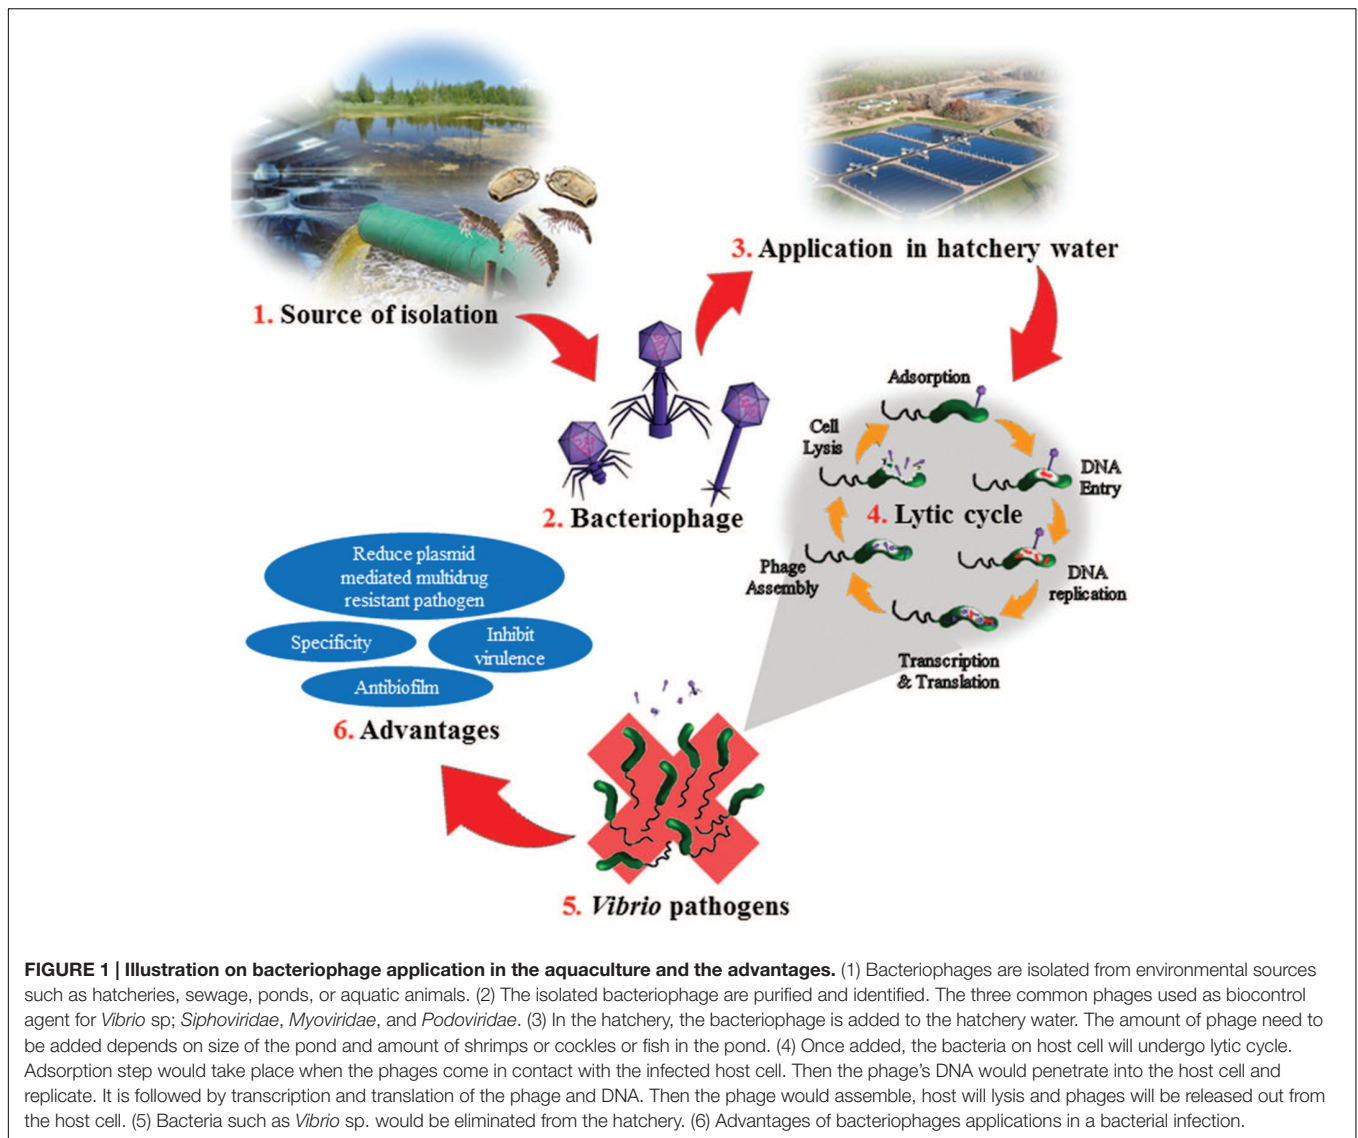 1. Source of isolation
2. Bacteriophage
3. Application in hatchery water
Adsorption
DNA
Entry
DNA
replication
Transcription
& Translation
Phage
Assembly
Cell
Lysis
4. Lytic cycle
5. Vibrio pathogens
Reduce plasmid
mediated multidrug
resistant pathogen
Specificity
Inhibit
virulence
Antibiofilm
6. Advantages
FIGURE 1 | Illustration on bacteriophage application in the aquaculture and the advantages. (1) Bacteriophages are isolated from environmental sources
such as hatcheries, sewage, ponds, or aquatic animals. (2) The isolated bacteriophage are purified and identified. The three common phages used as biocontrol
agent for Vibrio sp; Siphoviridae, Myoviridae, and Podoviridae. (3) In the hatchery, the bacteriophage is added to the hatchery water. The amount of phage need to
be added depends on size of the pond and amount of shrimps or cockles or fish in the pond. (4) Once added, the bacteria on host cell will undergo lytic cycle.
Adsorption step would take place when the phages come in contact with the infected host cell. Then the phage's DNA would penetrate into the host cell and
replicate. It is followed by transcription and translation of the phage and DNA. Then the phage would assemble, host will lysis and phages will be released out from
the host cell. (5) Bacteria such as Vibrio sp. would be eliminated from the hatchery. (6) Advantages of bacteriophages applications in a bacterial infection.